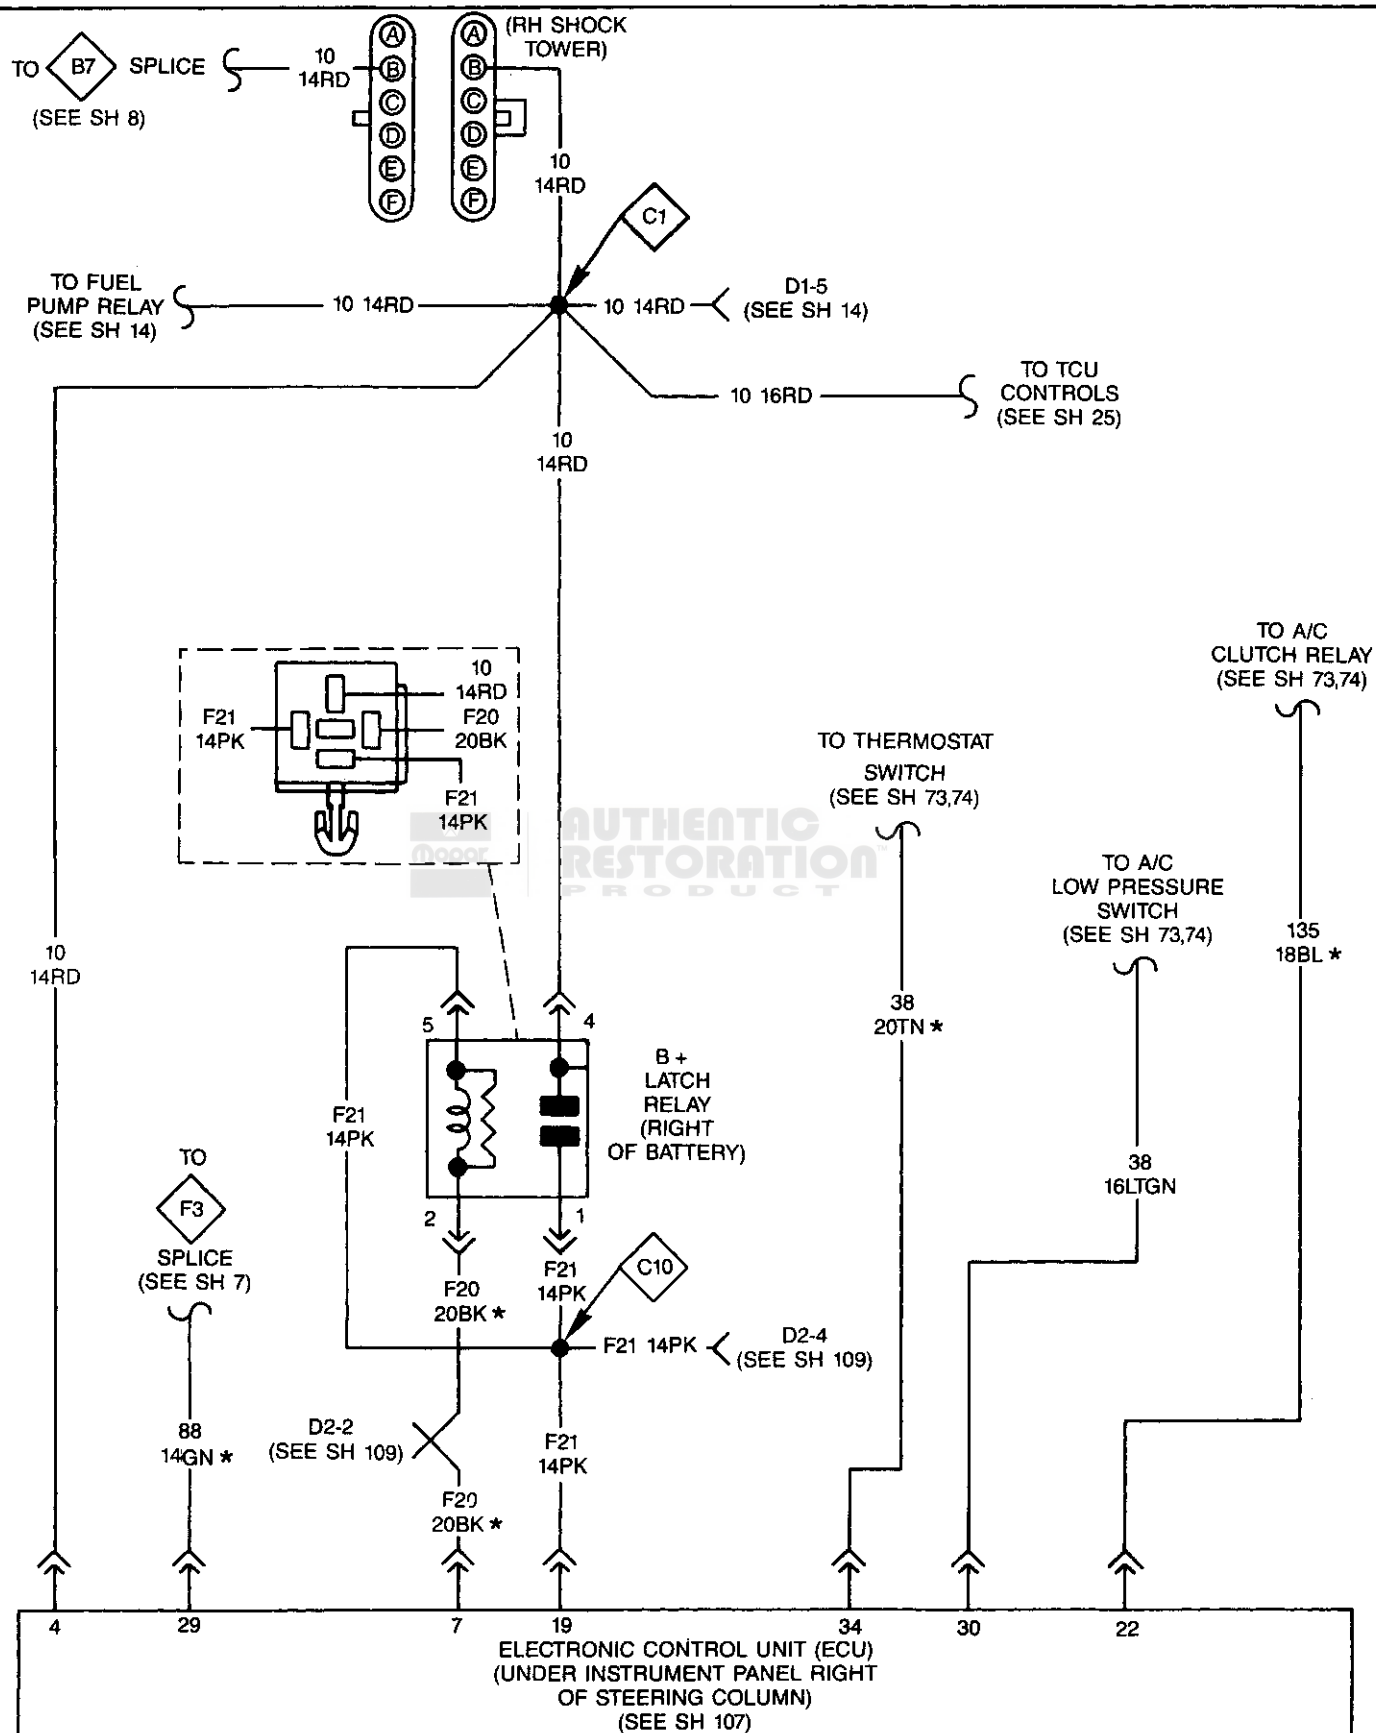 (RH SHOCK
TOWER)
TO B7 SPLICE
(SEE SH 8)
10
14RD
A
B
C
D
E
F
A
B
C
D
E
F
10
14RD
C1
TO FUEL
PUMP RELAY
(SEE SH 14)
10 14RD
10 14RD
D1-5
(SEE SH 14)
10 16RD
TO TCU
CONTROLS
(SEE SH 25)
10
14RD
TO A/C
CLUTCH RELAY
(SEE SH 73,74)
10
14RD
F21
14PK
F20
20BK
F21
14PK
TO THERMOSTAT
SWITCH
(SEE SH 73,74)
Mopar
AUTHENTIC
RESTORATION™
PRODUCT
TO A/C
LOW PRESSURE
SWITCH
(SEE SH 73,74)
10
14RD
135
18BL *
38
20TN *
5
4
B +
LATCH
RELAY
(RIGHT
OF BATTERY)
F21
14PK
38
16LTGN
TO
F3
SPLICE
(SEE SH 7)
2
1
F20
20BK *
F21
14PK
C10
F21 14PK
D2-4
(SEE SH 109)
88
14GN *
D2-2
(SEE SH 109)
F21
14PK
F20
20BK *
4
29
7
19
34
30
22
ELECTRONIC CONTROL UNIT (ECU)
(UNDER INSTRUMENT PANEL RIGHT
OF STEERING COLUMN)
(SEE SH 107)